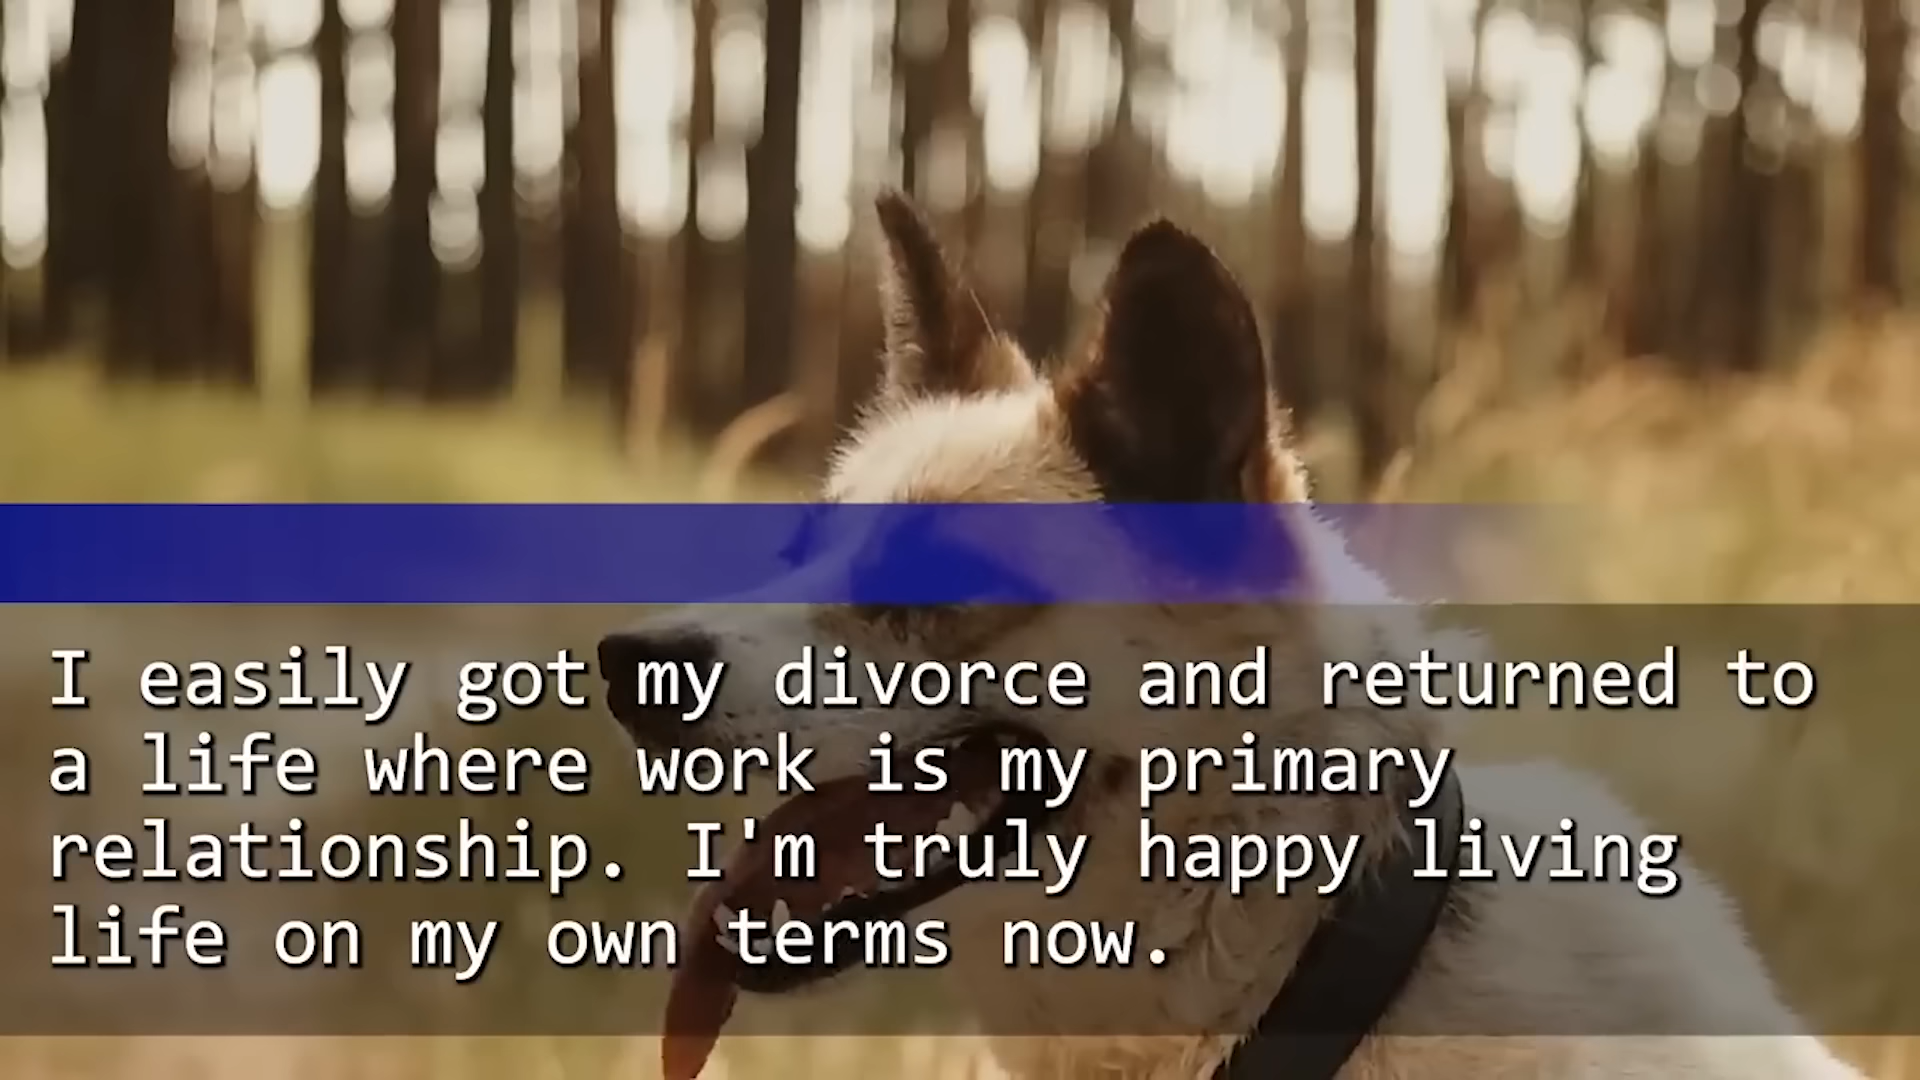 I easily got my divorce and returned to
a life where work is my primary
relationship. I'm truly happy living
life on my own terms now.